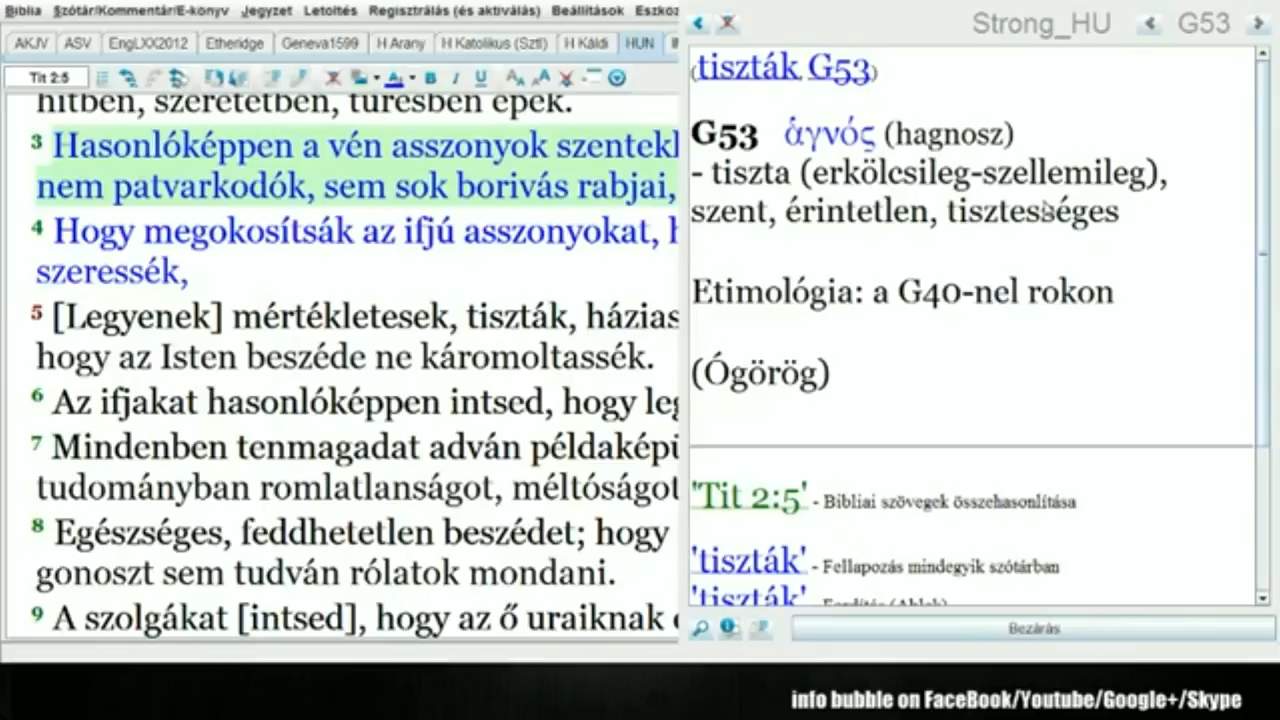 Biblia Szótár/Kommentár/E-könyv Jegyzet Letoltés Regisztrálás (és aktiválás) Beállítások Eszköz
AKJV ASV EngLXX2012 Etheridge Geneva1599 H Arany H Katolikus (SztI) H Káldi HUN
Tit 2:5
hitben, szeretetben, tűrésben épek.
3 Hasonlóképpen a vén asszonyok szentekl
nem patvarkodók, sem sok borivás rabjai,
4 Hogy megokosítsák az ifjú asszonyokat, h
szeressék,
5 [Legyenek] mértékletesek, tiszták, házias
hogy az Isten beszéde ne káromoltassék.
6 Az ifjakat hasonlóképpen intsed, hogy leg
7 Mindenben tenmagadat adván példaképü
tudományban romlatlanságot, méltóságot
8 Egészséges, feddhetetlen beszédet; hogy
gonoszt sem tudván rólatok mondani.
9 A szolgákat [intsed], hogy az ő uraiknak
Strong_HU G53
(tiszták G53)
G53 ἁγνός (hagnosz)
- tiszta (erkölcsileg-szellemileg),
szent, érintetlen, tisztességes
Etimológia: a G40-nel rokon
(Ógörög)
'Tit 2:5' - Bibliai szövegek összehasonlítása
'tiszták' - Fellapozás mindegyik szótárban
'tiszták'
Bezárás
info bubble on FaceBook/Youtube/Google+/Skype